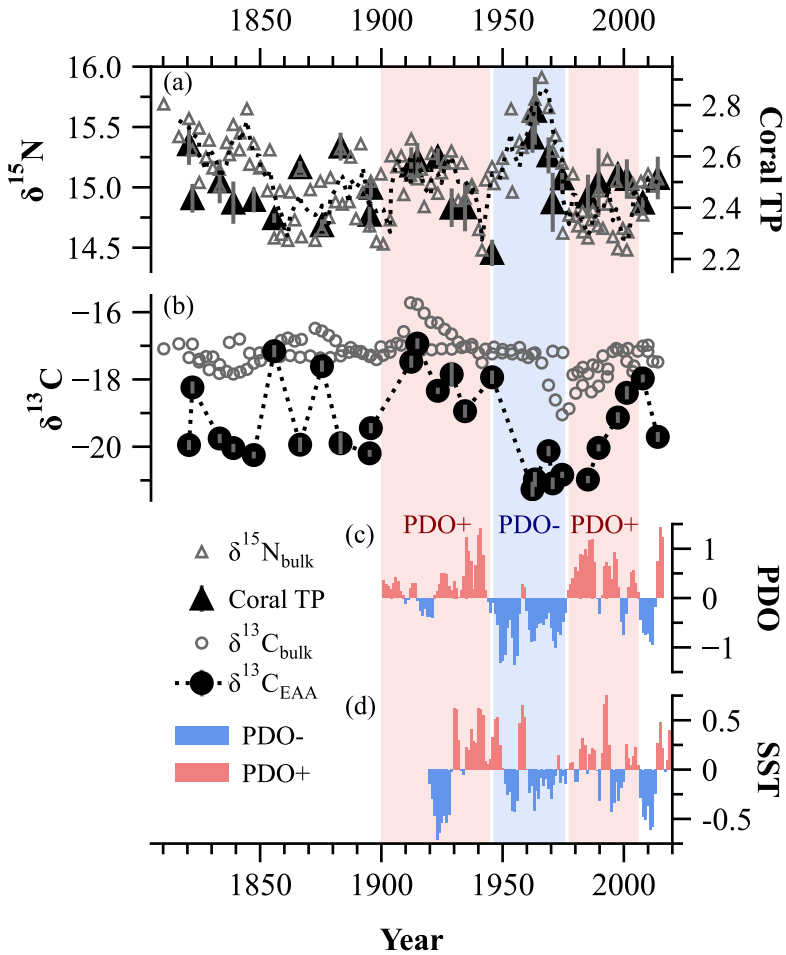 1850 1900 1950 2000
(a)
16.0
15.5
15.0
14.5
δ15N
2.8
2.6
2.4
2.2
Coral TP
(b)
−16
−18
−20
δ13C
PDO+ PDO- PDO+
(c)
1
0
−1
PDO
δ15Nbulk
Coral TP
δ13Cbulk
δ13CEAA
PDO-
PDO+
(d)
0.5
0
-0.5
SST
1850 1900 1950 2000
Year